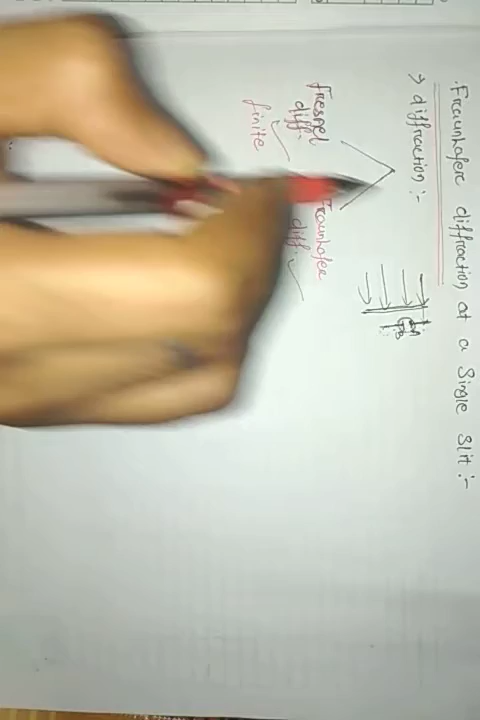 Fraunhofer diffraction at a single slit :-
→ diffraction :-
Fresnel
diff.
finite
Fraunhofer
diff.